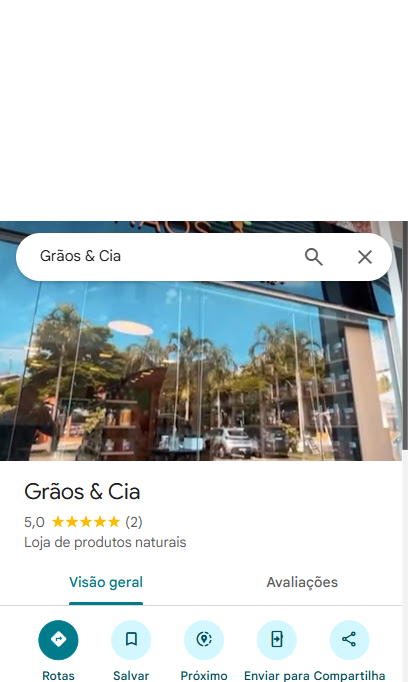 Grãos & Cia
Grãos & Cia
5,0 (2)
Loja de produtos naturais
Visão geral Avaliações
Rotas Salvar Próximo Enviar para Compartilha